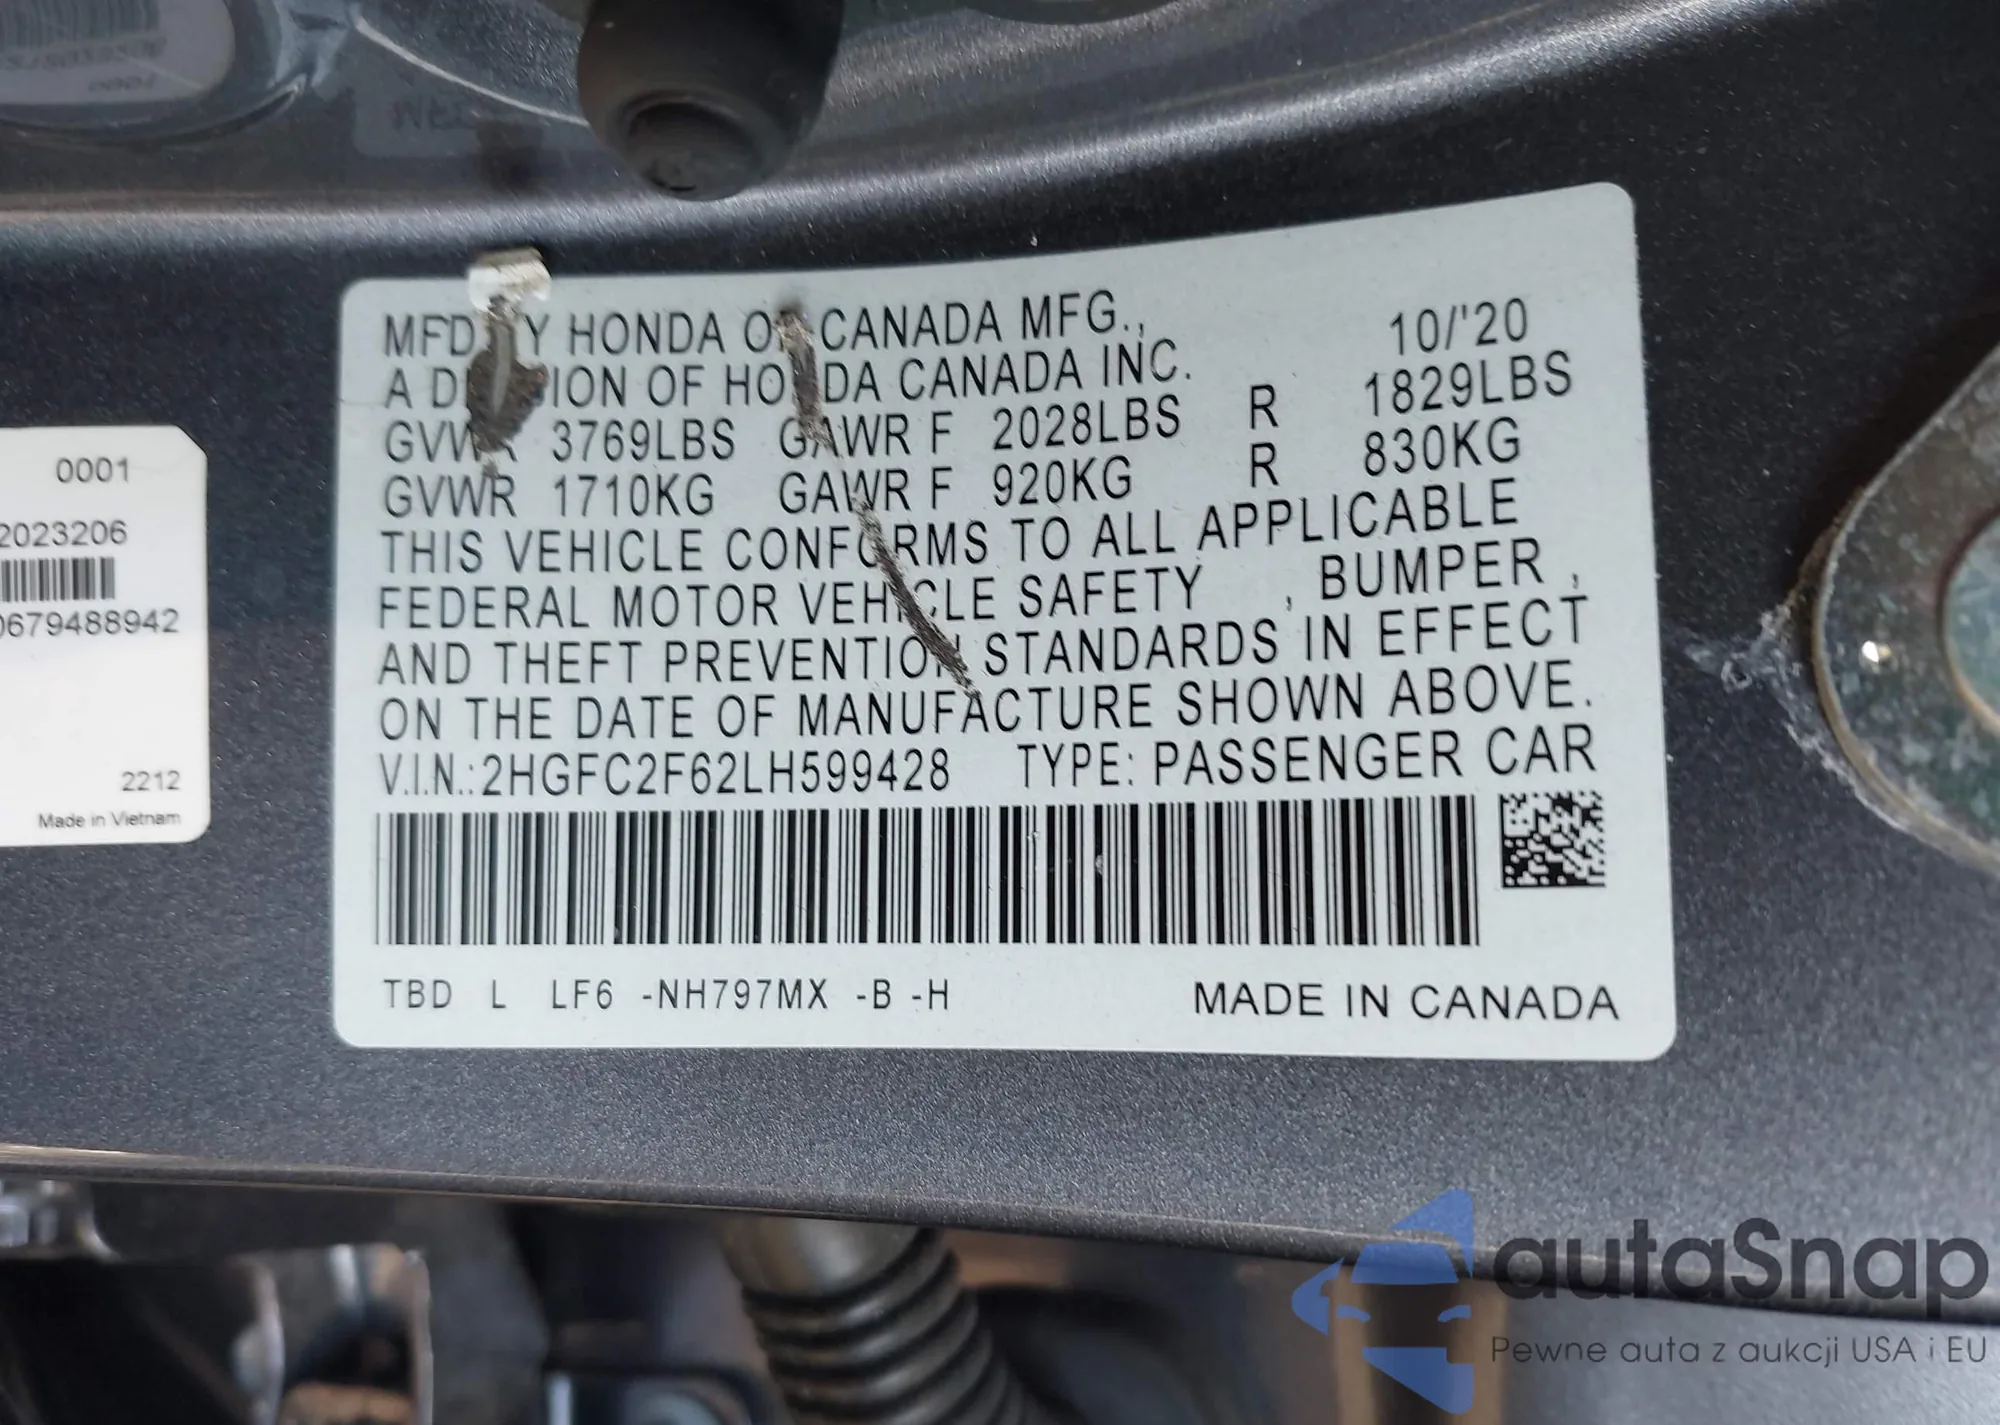 MFD BY HONDA OF CANADA MFG., 10/'20
A DIVISION OF HONDA CANADA INC.
GVWR 3769LBS GAWR F 2028LBS R 1829LBS
GVWR 1710KG GAWR F 920KG R 830KG
THIS VEHICLE CONFORMS TO ALL APPLICABLE
FEDERAL MOTOR VEHICLE SAFETY , BUMPER ,
AND THEFT PREVENTION STANDARDS IN EFFECT
ON THE DATE OF MANUFACTURE SHOWN ABOVE.
V.I.N.:2HGFC2F62LH599428 TYPE: PASSENGER CAR
TBD L LF6 -NH797MX -B -H MADE IN CANADA
0001
2023206
0679488942
2212
Made in Vietnam
autaSnap
Pewne auta z aukcji USA i EU